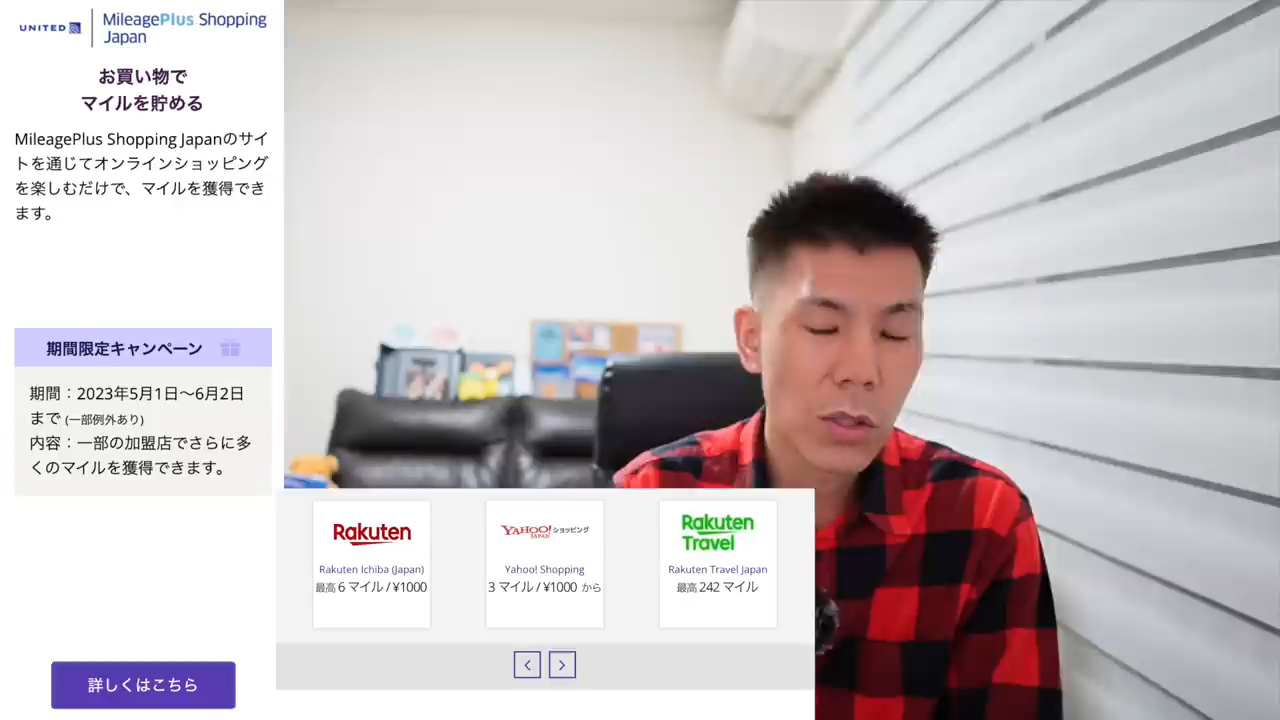 UNITED
MileagePlus Shopping
Japan
お買い物で
マイルを貯める
MileagePlus Shopping Japanのサイ
トを通じてオンラインショッピング
を楽しむだけで、マイルを獲得でき
ます。
期間限定キャンペーン
期間：2023年5月1日〜6月2日
まで (一部例外あり)
内容：一部の加盟店でさらに多
くのマイルを獲得できます。
詳しくはこちら
Rakuten
Rakuten Ichiba (Japan)
最高 6 マイル / ¥1000
YAHOO! ショッピング
JAPAN
Yahoo! Shopping
3 マイル / ¥1000 から
Rakuten
Travel
Rakuten Travel Japan
最高 242 マイル